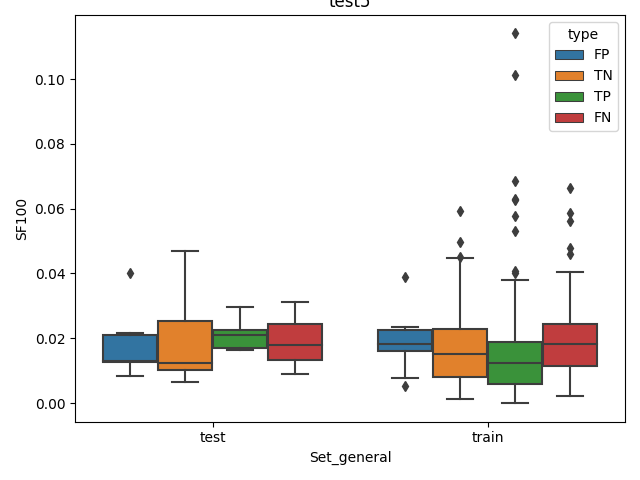 test5
type
FP
TN
TP
FN
0.10
0.08
0.06
0.04
0.02
0.00
SF100
test
train
Set_general